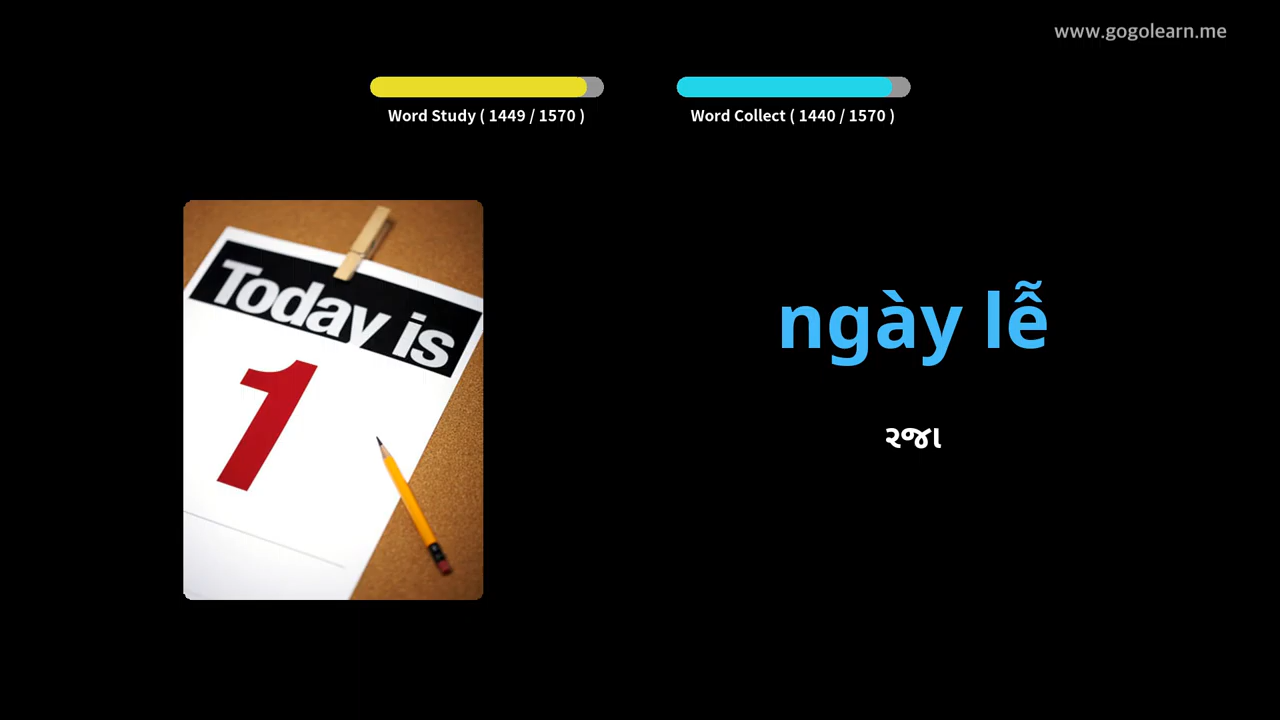 www.gogolearn.me
Word Study ( 1449 / 1570 )
Word Collect ( 1440 / 1570 )
Today is
1
ngày lễ
રજા